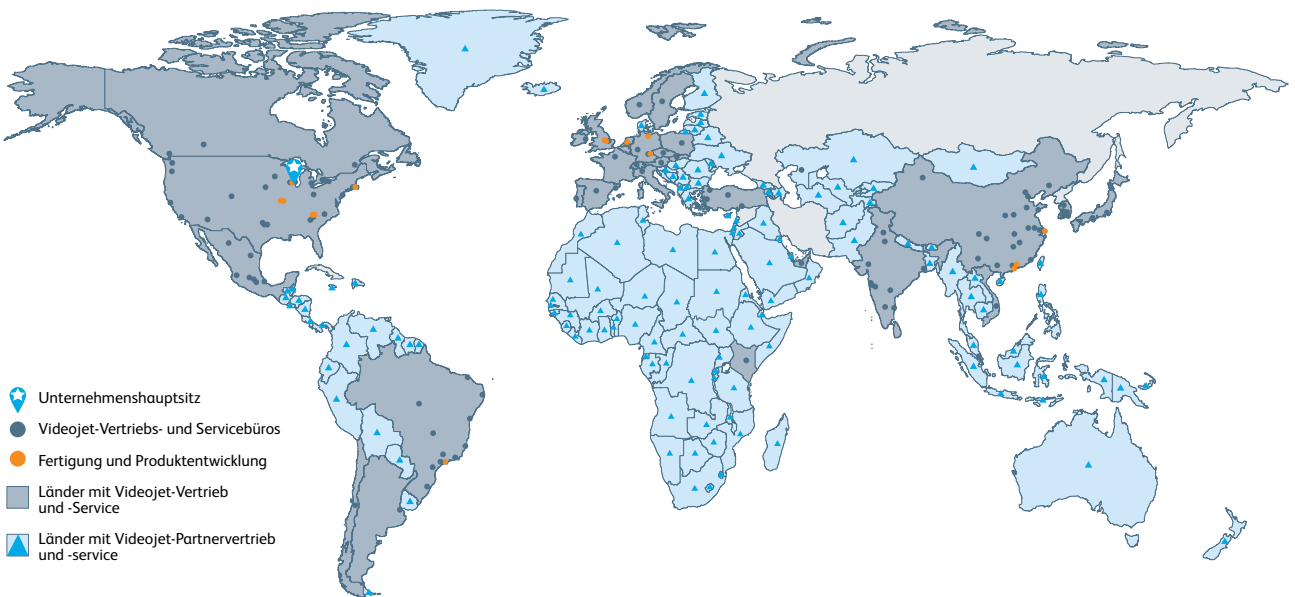 Unternehmenshauptsitz
Videojet-Vertriebs- und Servicebüros
Fertigung und Produktentwicklung
Länder mit Videojet-Vertrieb
und -Service
Länder mit Videojet-Partnervertrieb
und -service